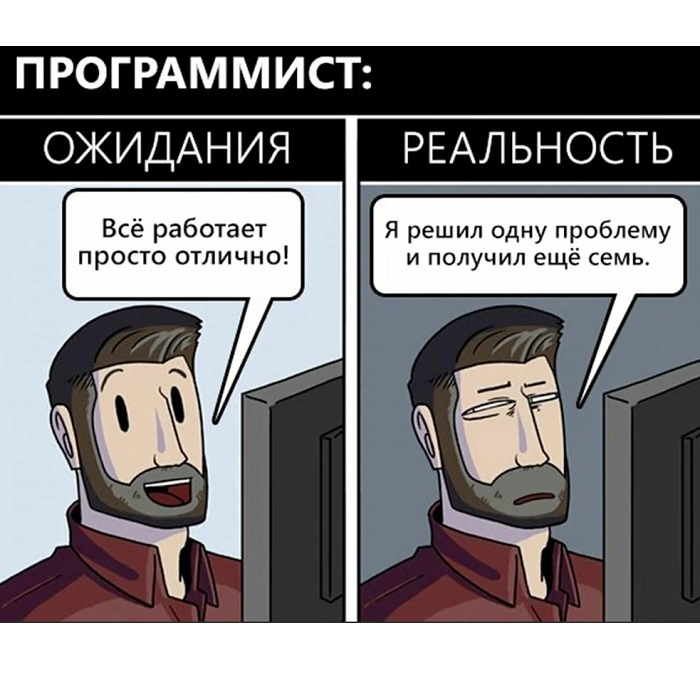 ПРОГРАММИСТ:
ОЖИДАНИЯ
РЕАЛЬНОСТЬ
Всё работает
просто отлично!
Я решил одну проблему
и получил ещё семь.